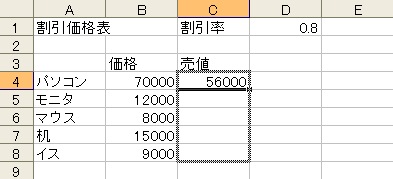 A B C D E
1 割引価格表 割引率 0.8
2
3 価格 売値
4 パソコン 70000 56000
5 モニタ 12000
6 マウス 8000
7 机 15000
8 イス 9000
9